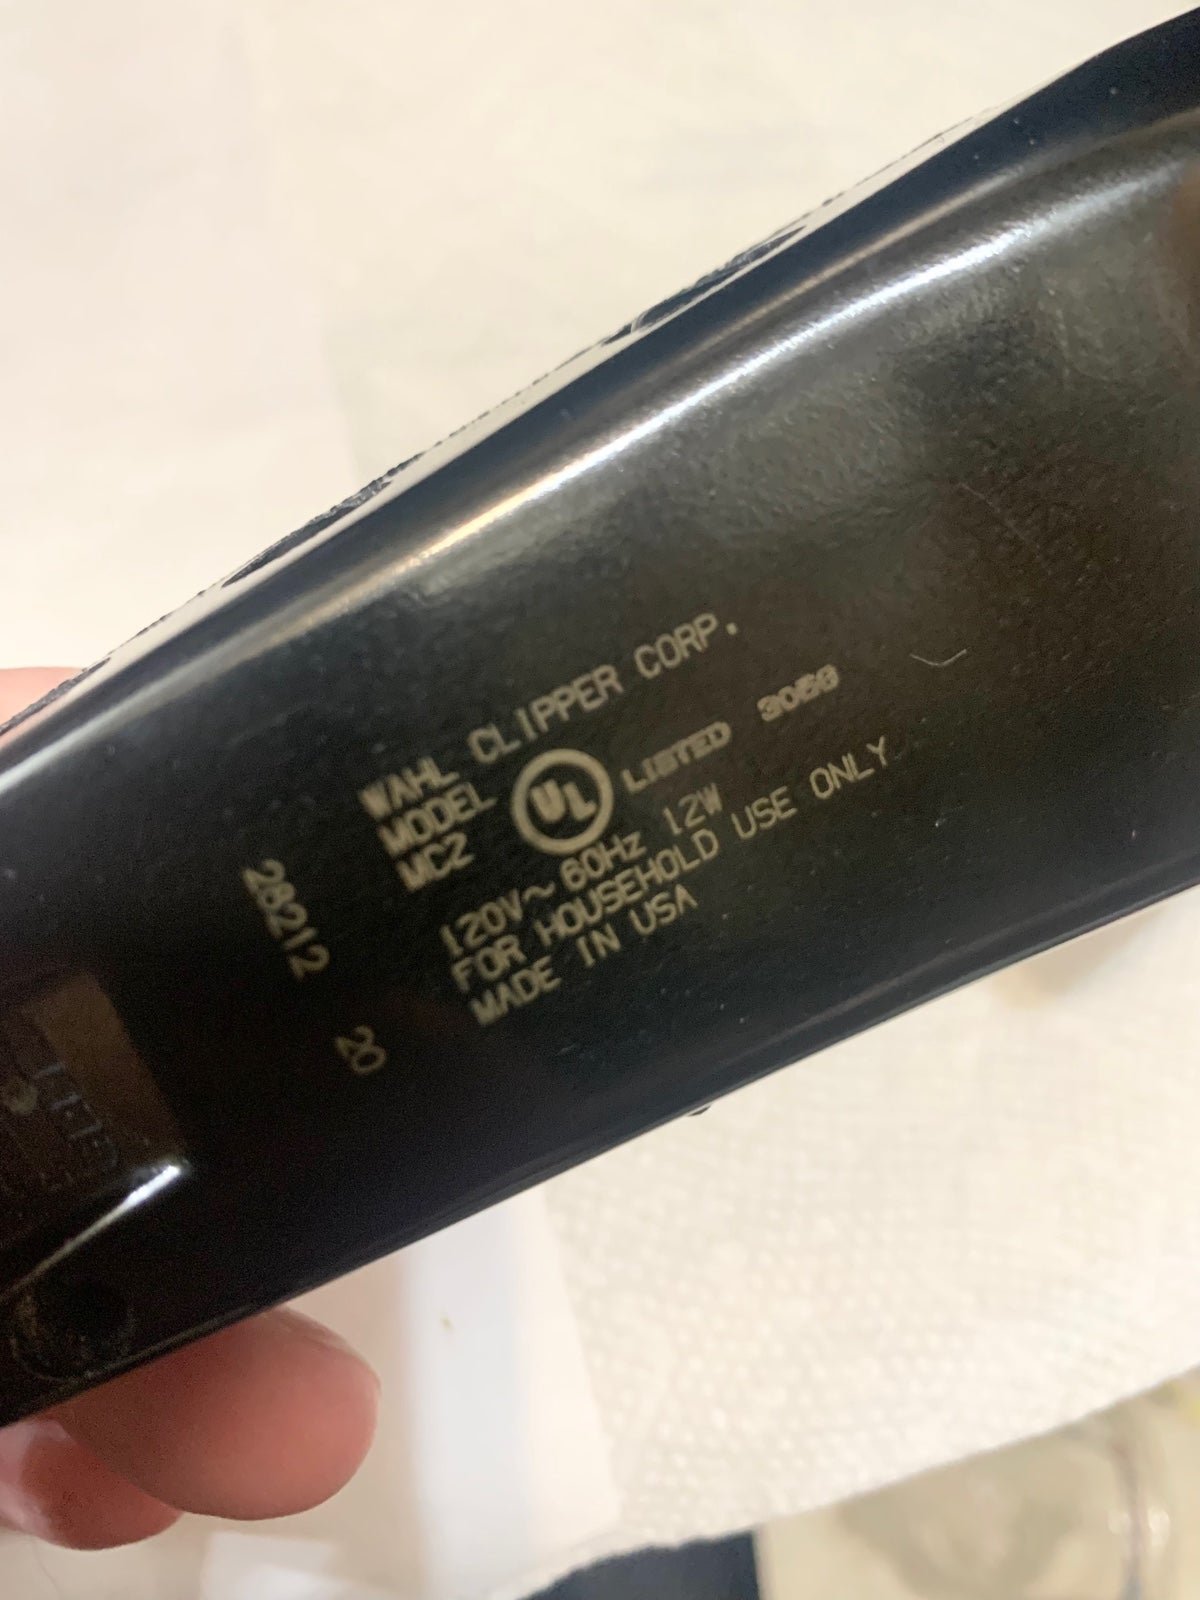 WAHL CLIPPER CORP.
MODEL UL LISTED
MC2
120V~ 60Hz 12W
FOR HOUSEHOLD USE ONLY
MADE IN USA
28212 20